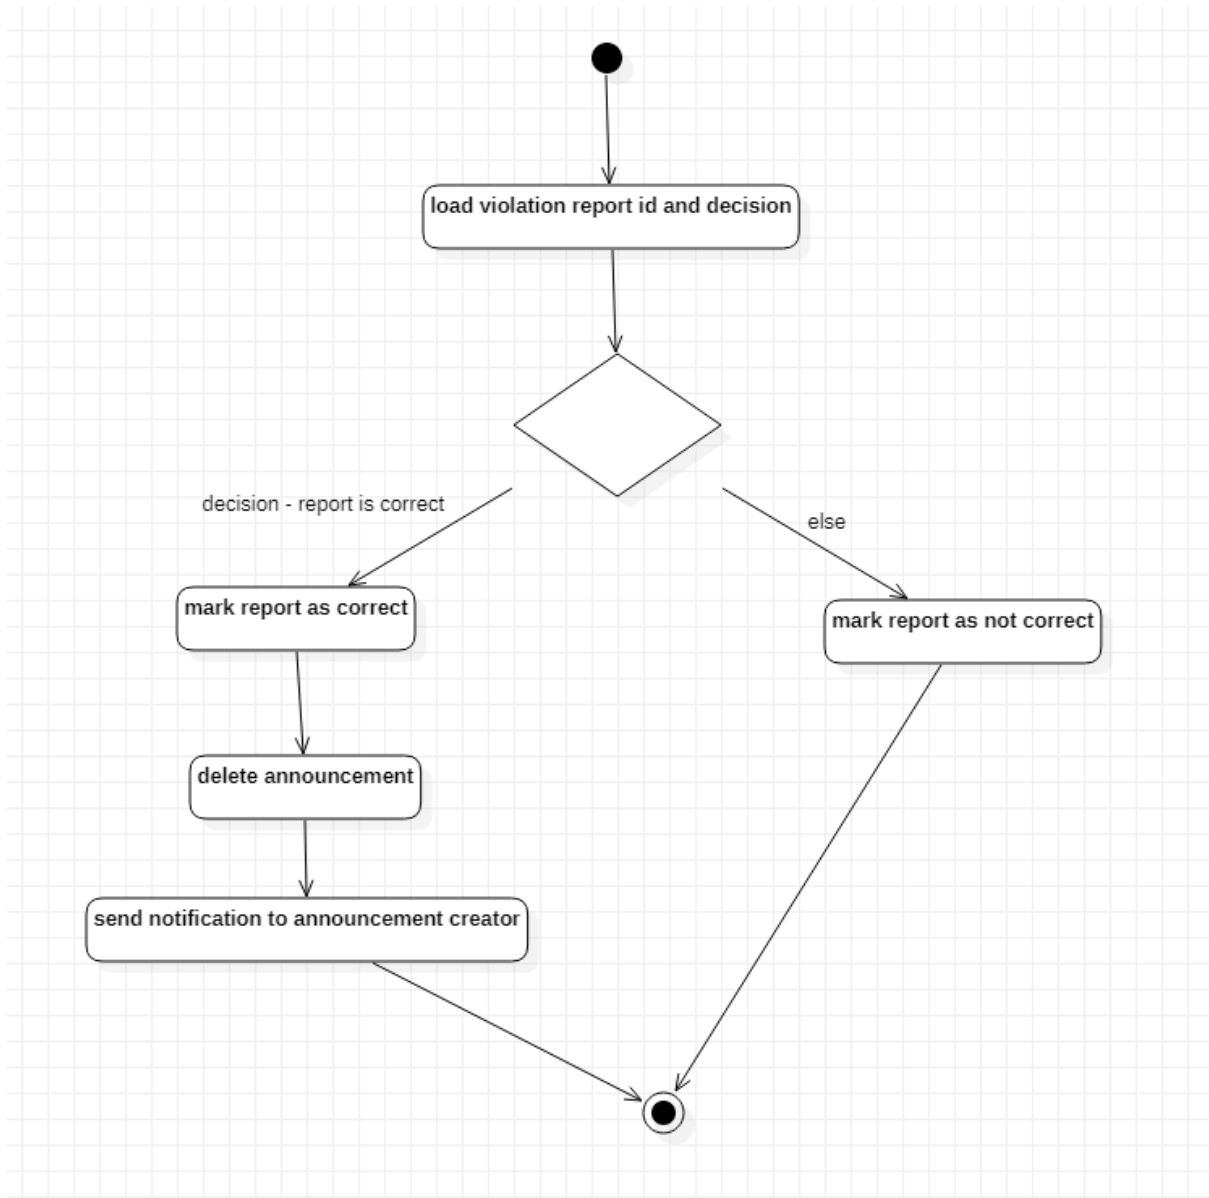 load violation report id and decision
decision - report is correct
else
mark report as correct
mark report as not correct
delete announcement
send notification to announcement creator